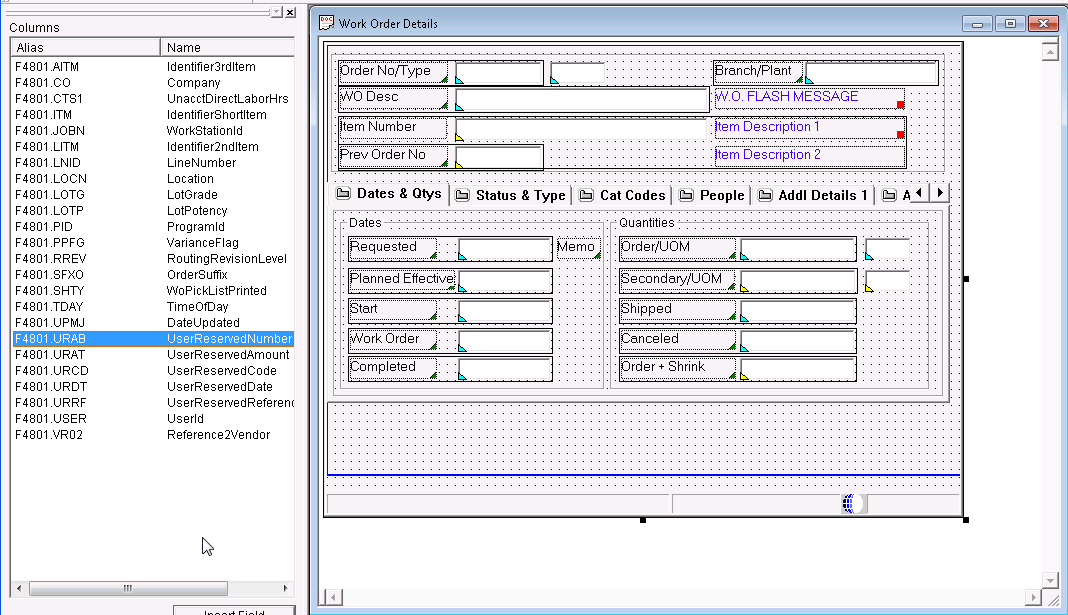 Columns
Alias Name
F4801.AITM Identifier3rdItem
F4801.CO Company
F4801.CTS1 UnacctDirectLaborHrs
F4801.ITM IdentifierShortItem
F4801.JOBN WorkStationId
F4801.LITM Identifier2ndItem
F4801.LNID LineNumber
F4801.LOCN Location
F4801.LOTG LotGrade
F4801.LOTP LotPotency
F4801.PID ProgramId
F4801.PPFG VarianceFlag
F4801.RREV RoutingRevisionLevel
F4801.SFXO OrderSuffix
F4801.SHTY WoPickListPrinted
F4801.TDAY TimeOfDay
F4801.UPMJ DateUpdated
F4801.URAB UserReservedNumber
F4801.URAT UserReservedAmount
F4801.URCD UserReservedCode
F4801.URDT UserReservedDate
F4801.URRF UserReservedReferenc
F4801.USER UserId
F4801.VR02 Reference2Vendor
Insert Field
Work Order Details
Order No/Type Branch/Plant
WO Desc W.O. FLASH MESSAGE
Item Number Item Description 1
Prev Order No Item Description 2
Dates & Qtys Status & Type Cat Codes People Addl Details 1 A
Dates Quantities
Requested Memo Order/UOM
Planned Effective Secondary/UOM
Start Shipped
Work Order Canceled
Completed Order + Shrink